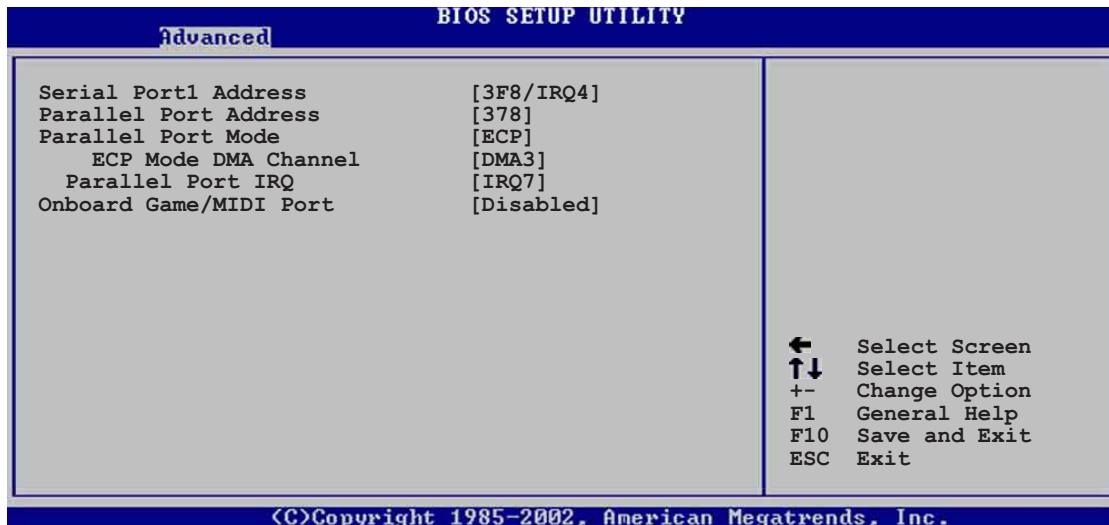 BIOS SETUP UTILITY
Advanced
Serial Port1 Address [3F8/IRQ4]
Parallel Port Address [378]
Parallel Port Mode [ECP]
ECP Mode DMA Channel [DMA3]
Parallel Port IRQ [IRQ7]
Onboard Game/MIDI Port [Disabled]
← Select Screen
↑↓ Select Item
+- Change Option
F1 General Help
F10 Save and Exit
ESC Exit
(C)Copyright 1985-2002, American Megatrends, Inc.